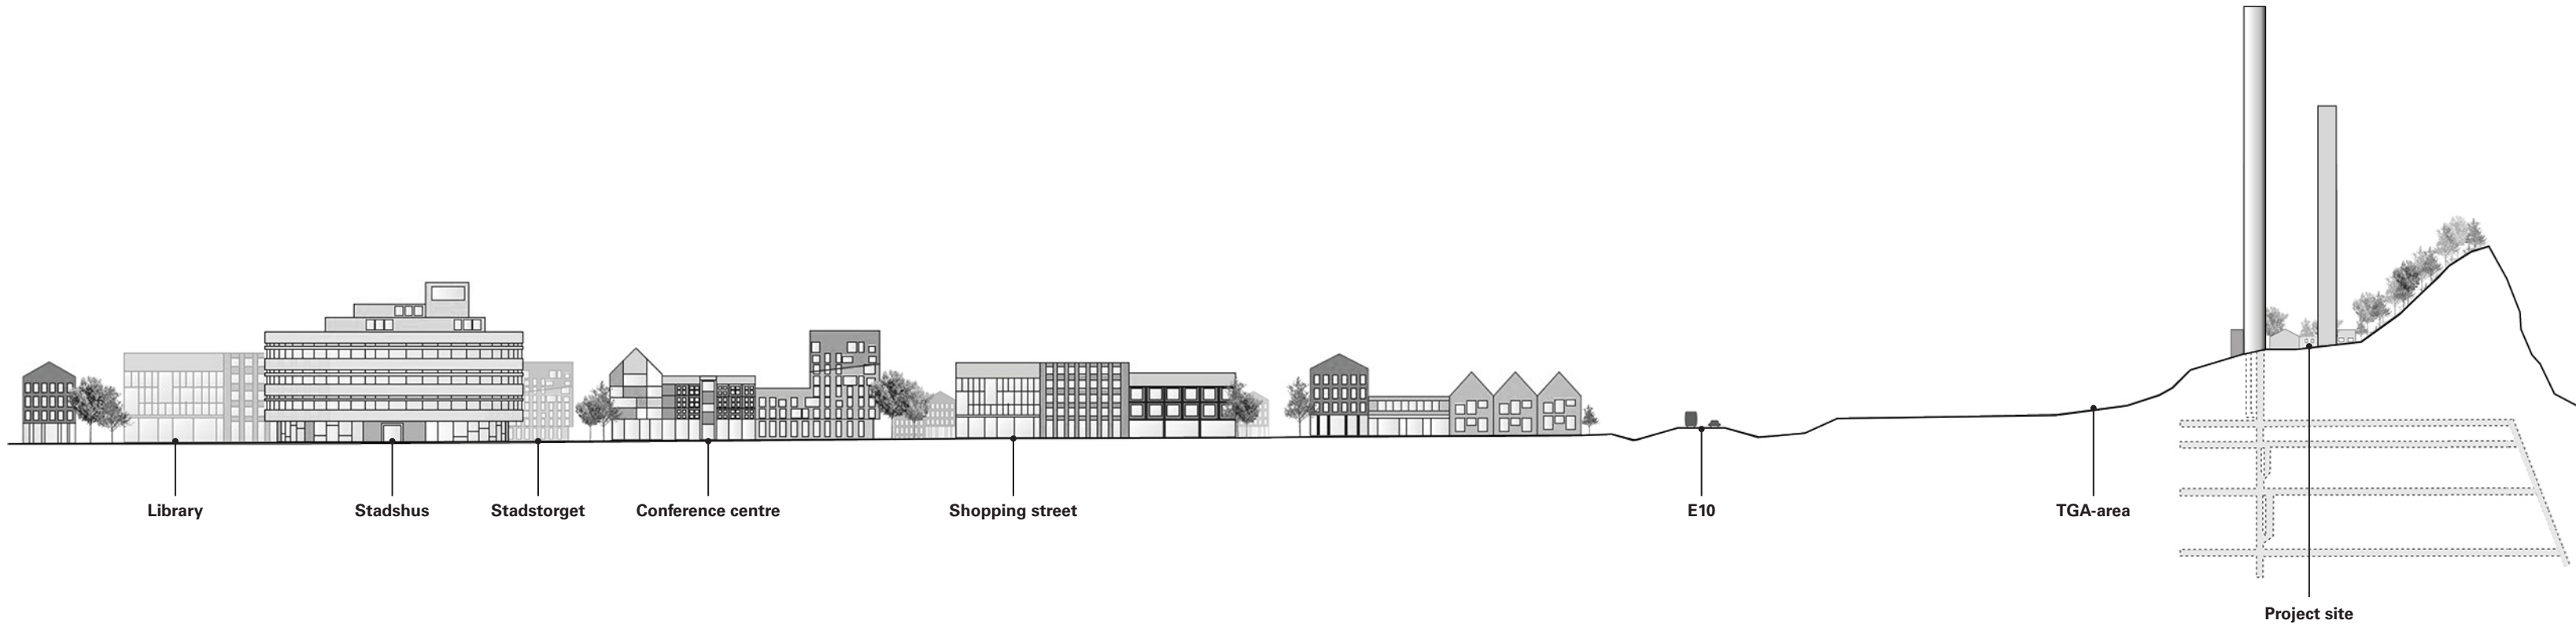 Library
Stadshus
Stadstorget
Conference centre
Shopping street
E10
TGA-area
Project site